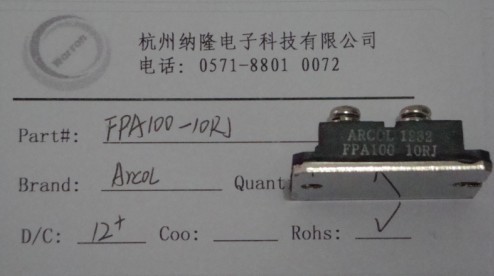 杭州纳隆电子科技有限公司
电话: 0571-8801 0072
Part#: FPA100-10RJ
ARCOL 1232
FPA100 10RJ
Brand: Arcol Quant
D/C: 12+ Coo: Rohs: ✓